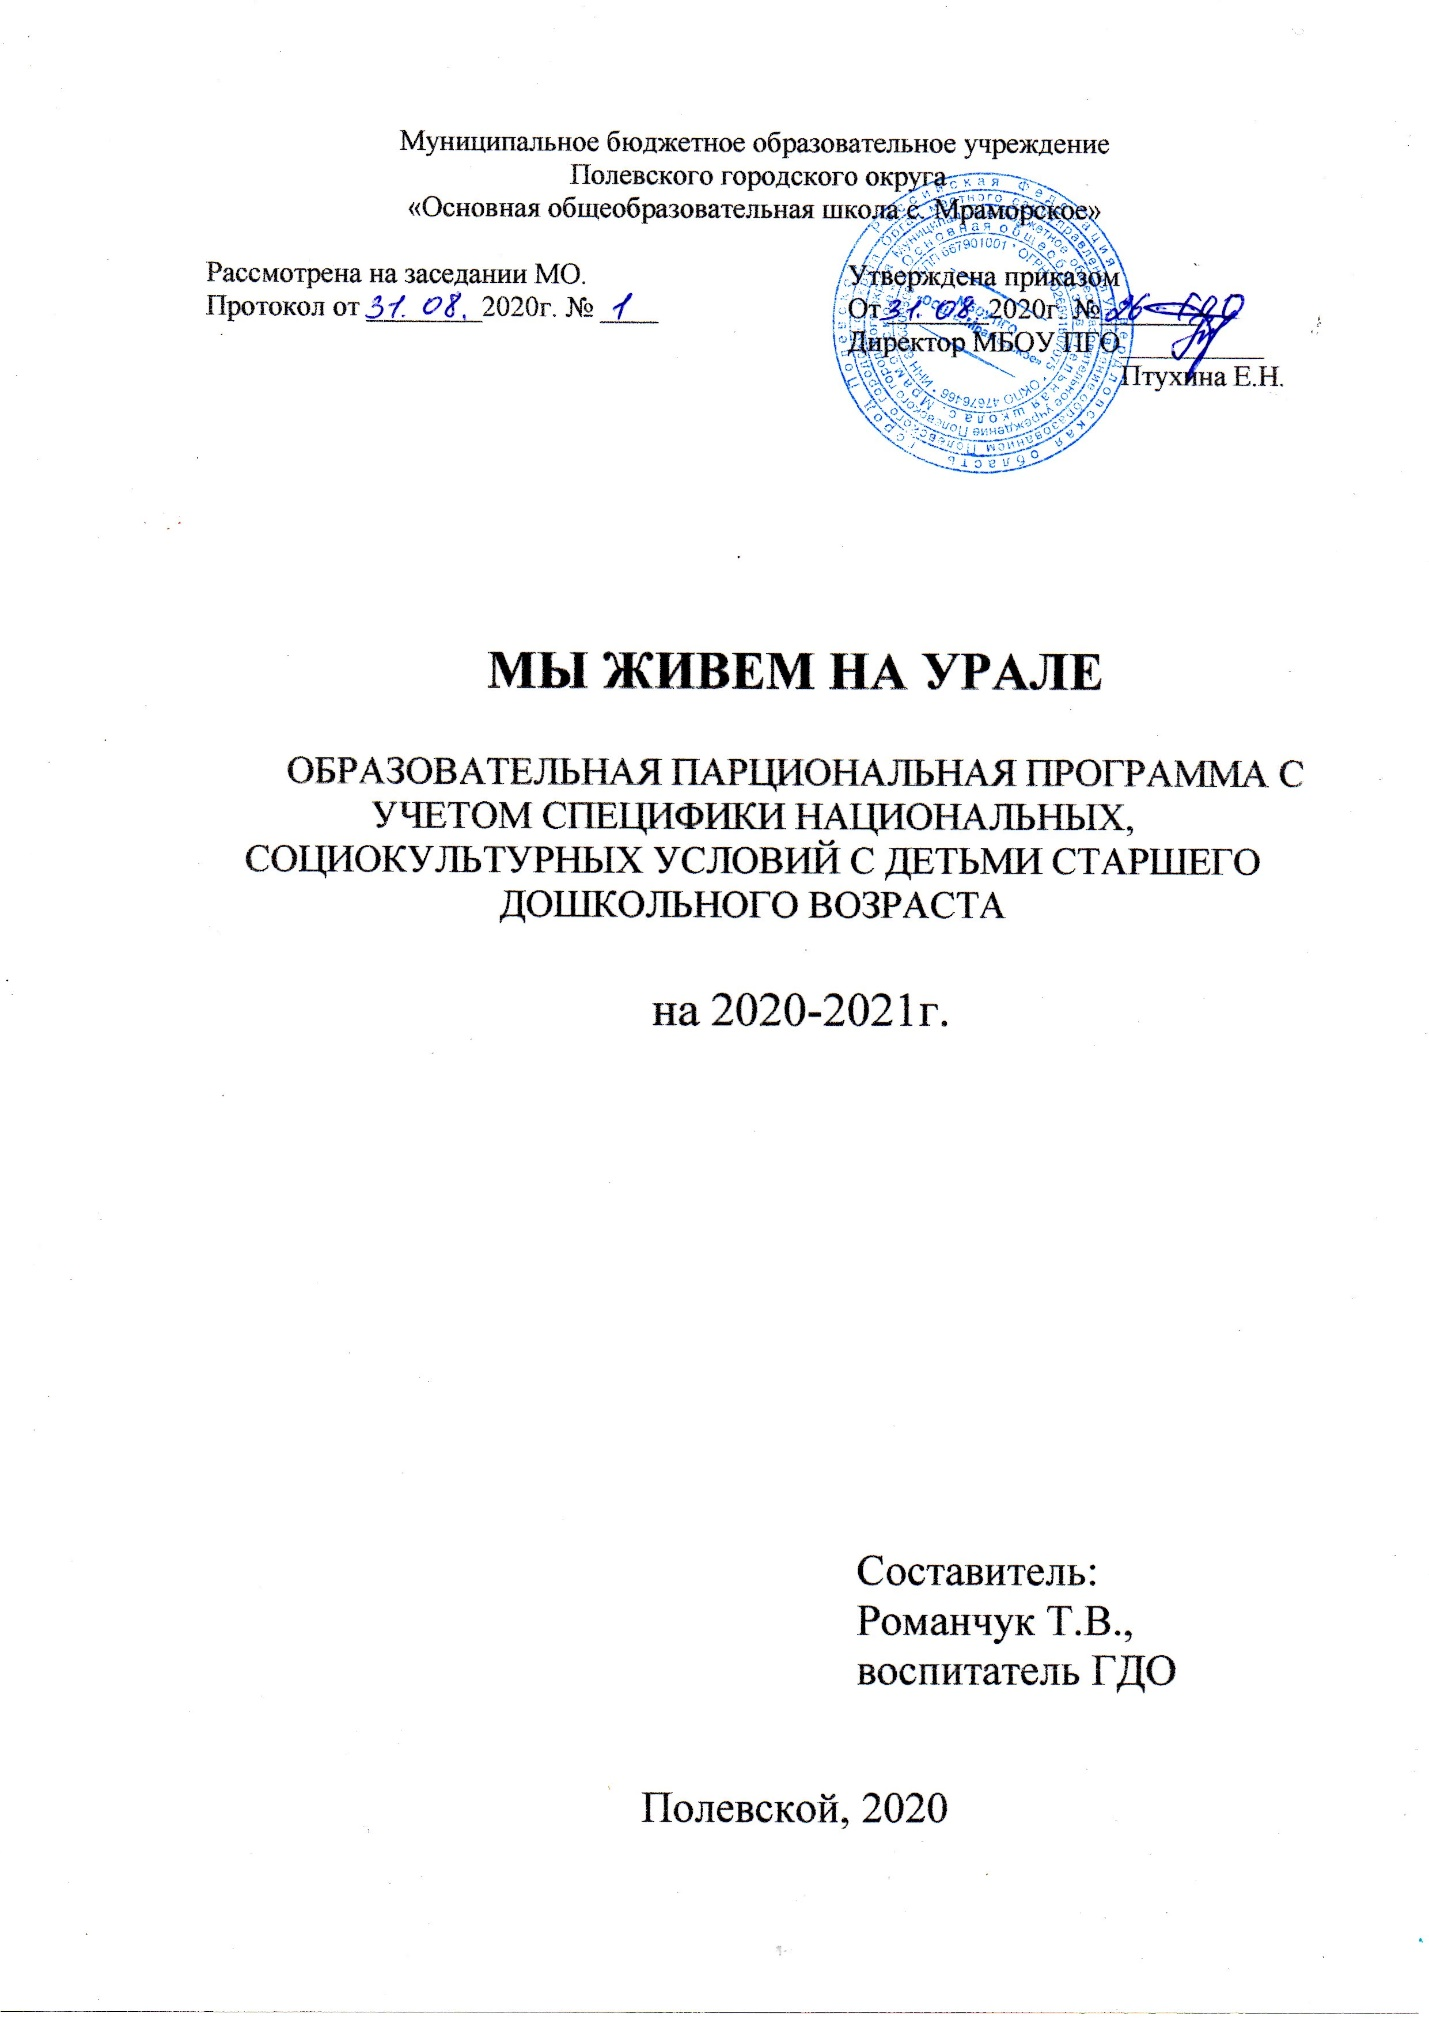 Муниципальное бюджетное образовательное учреждение
Полевского городского округа
«Основная общеобразовательная школа с. Мраморское»
Рассмотрена на заседании МО.
Протокол от 31. 08. 2020г. № 1
Утверждена приказом
От 31. 08 2020г. № 26-ГДО
Директор МБОУ ПГО
Птухина Е.Н.
МЫ ЖИВЕМ НА УРАЛЕ
ОБРАЗОВАТЕЛЬНАЯ ПАРЦИОНАЛЬНАЯ ПРОГРАММА С
УЧЕТОМ СПЕЦИФИКИ НАЦИОНАЛЬНЫХ,
СОЦИОКУЛЬТУРНЫХ УСЛОВИЙ С ДЕТЬМИ СТАРШЕГО
ДОШКОЛЬНОГО ВОЗРАСТА
на 2020-2021г.
Составитель:
Романчук Т.В.,
воспитатель ГДО
Полевской, 2020